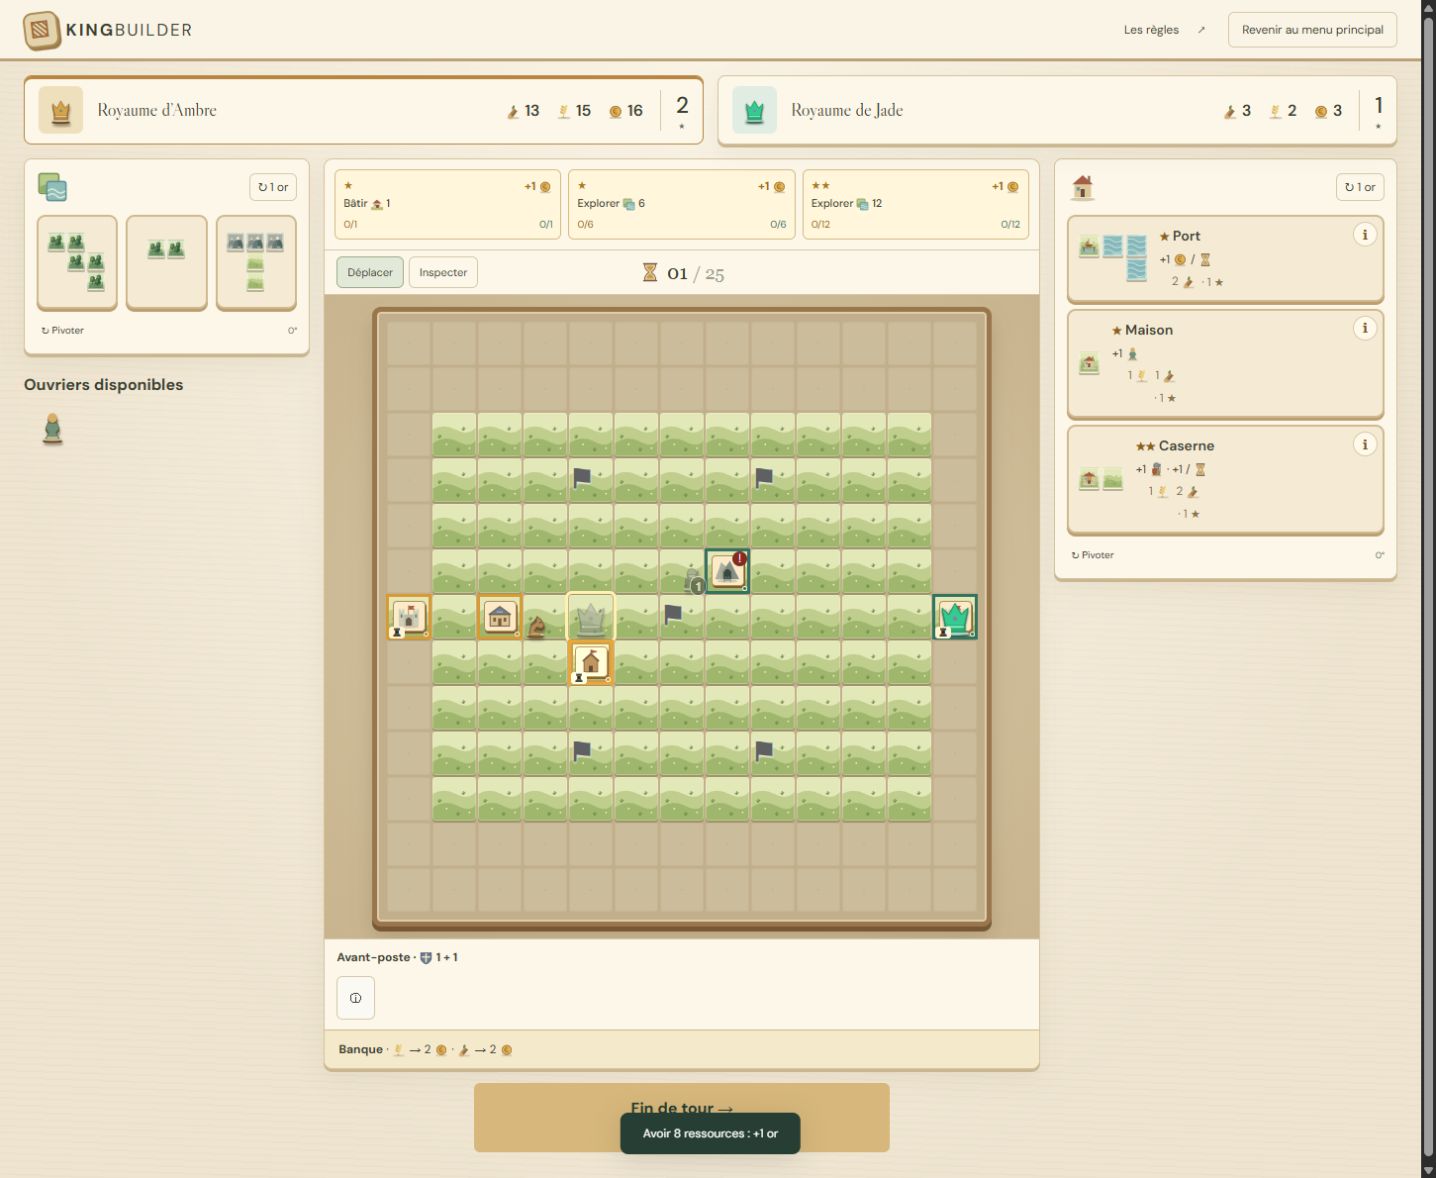 KINGBUILDER
Les règles ↗
Revenir au menu principal
Royaume d'Ambre
13 15 16 2 ★
Royaume de Jade
3 2 3 1 ★
↻ 1 or
↻ Pivoter 0°
Ouvriers disponibles
★ +1
Bâtir 1
0/1 0/1
★ +1
Explorer 6
0/6 0/6
★★ +1
Explorer 12
0/12 0/12
Déplacer
Inspecter
01 / 25
!
1
Avant-poste · 1 + 1
ⓘ
Banque · → 2 · → 2
Fin de tour →
Avoir 8 ressources : +1 or
↻ 1 or
★ Port
+1 /
2 · 1 ★
i
★ Maison
+1
1 1
· 1 ★
i
★★ Caserne
+1 · +1 /
1 2
· 1 ★
i
↻ Pivoter 0°